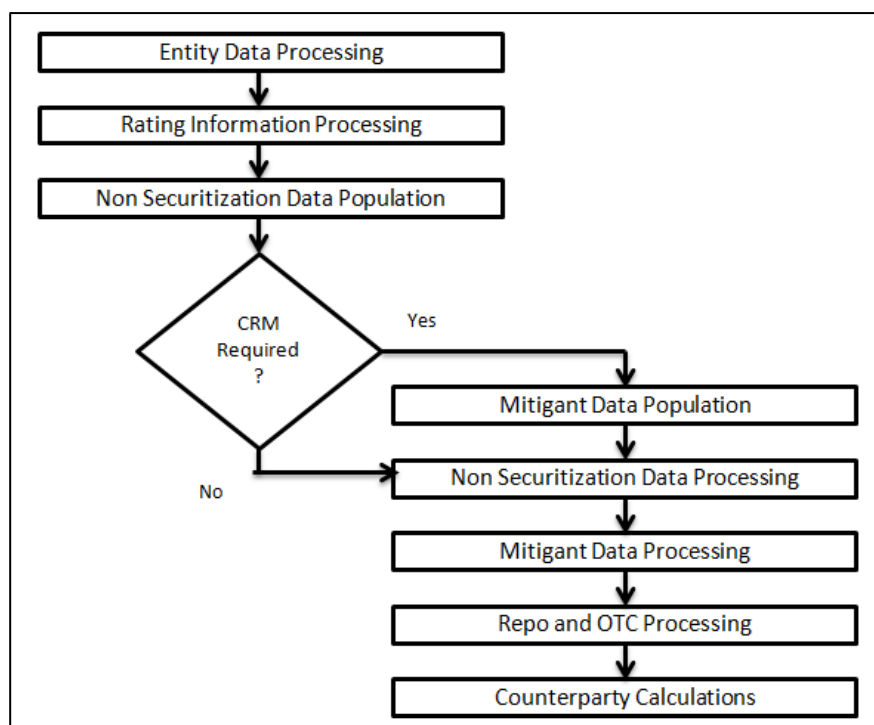 Entity Data Processing
Rating Information Processing
Non Securitization Data Population
CRM
Required
?
Yes
No
Mitigant Data Population
Non Securitization Data Processing
Mitigant Data Processing
Repo and OTC Processing
Counterparty Calculations